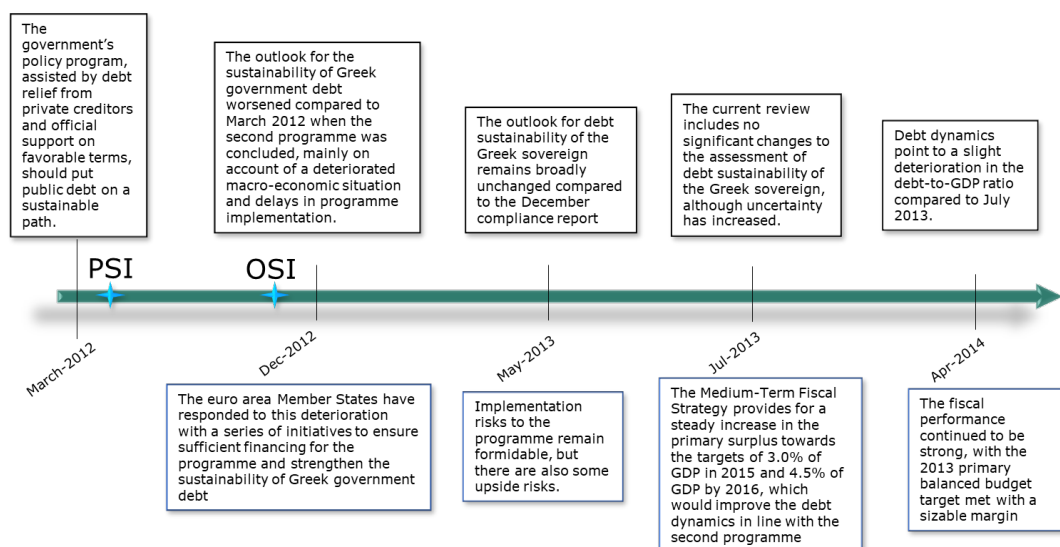 The
government's
policy program,
assisted by debt
relief from
private creditors
and official
support on
favorable terms,
should put
public debt on a
sustainable
path.
The outlook for the
sustainability of Greek
government debt
worsened compared to
March 2012 when the
second programme was
concluded, mainly on
account of a deteriorated
macro-economic situation
and delays in programme
implementation.
The outlook for debt
sustainability of the
Greek sovereign
remains broadly
unchanged compared
to the December
compliance report
The current review
includes no
significant changes to
the assessment of
debt sustainability of
the Greek sovereign,
although uncertainty
has increased.
Debt dynamics
point to a slight
deterioration in the
debt-to-GDP ratio
compared to July
2013.
PSI
OSI
March-2012
Dec-2012
May-2013
Jul-2013
Apr-2014
The euro area Member States have
responded to this deterioration
with a series of initiatives to ensure
sufficient financing for the
programme and strengthen the
sustainability of Greek government
debt
Implementation
risks to the
programme remain
formidable, but
there are also some
upside risks.
The Medium-Term Fiscal
Strategy provides for a
steady increase in the
primary surplus towards
the targets of 3.0% of
GDP in 2015 and 4.5% of
GDP by 2016, which
would improve the debt
dynamics in line with the
second programme
The fiscal
performance
continued to be
strong, with the
2013 primary
balanced budget
target met with a
sizable margin